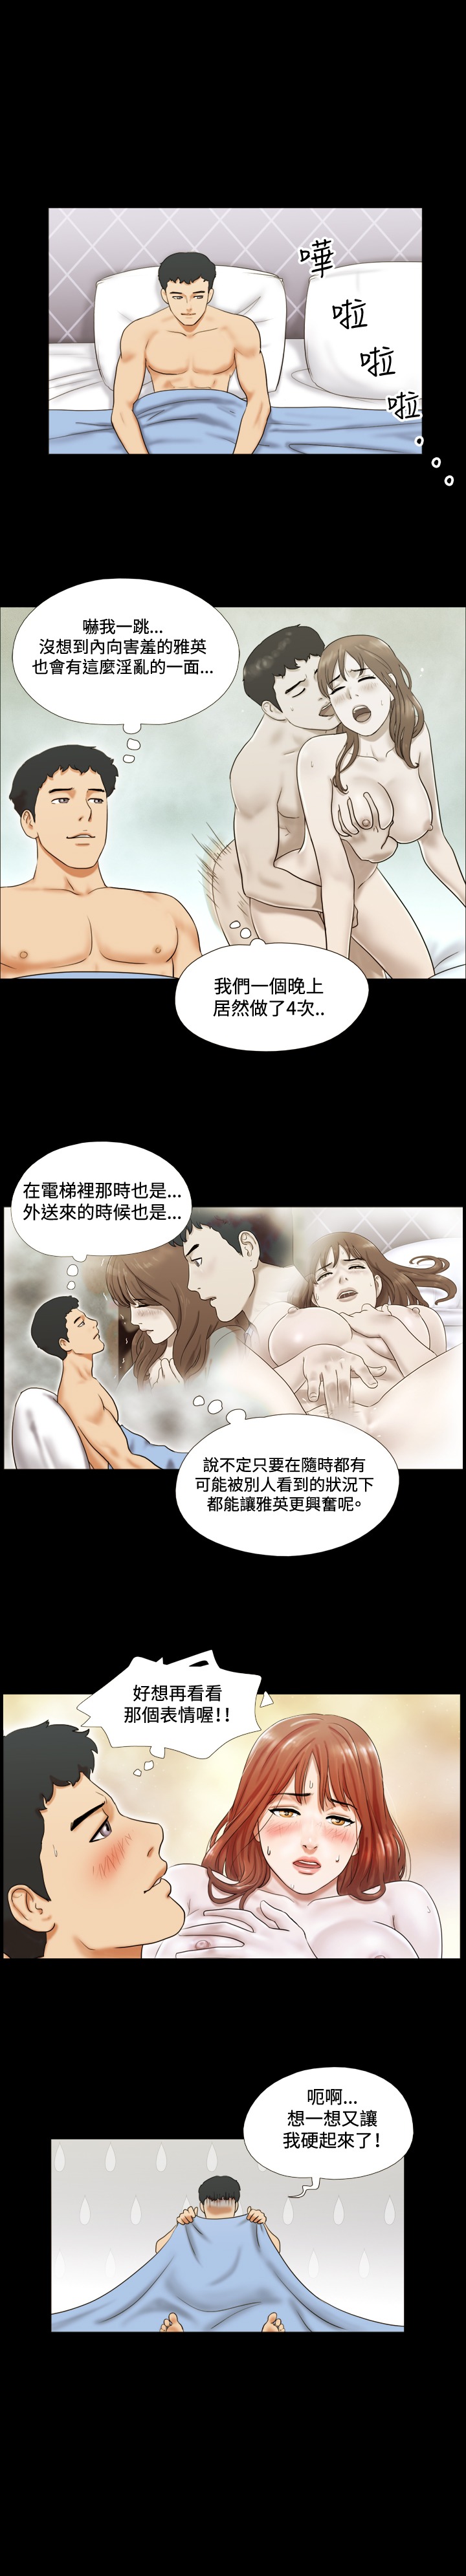 嘩
啦
啦
啦
嚇我一跳...
沒想到內向害羞的雅英
也會有這麼淫亂的一面...
我們一個晚上
居然做了4次..
在電梯裡那時也是...
外送來的時候也是...
說不定只要在隨時都有
可能被別人看到的狀況下
都能讓雅英更興奮呢。
好想再看看
那個表情喔!!
呃啊...
想一想又讓
我硬起來了!